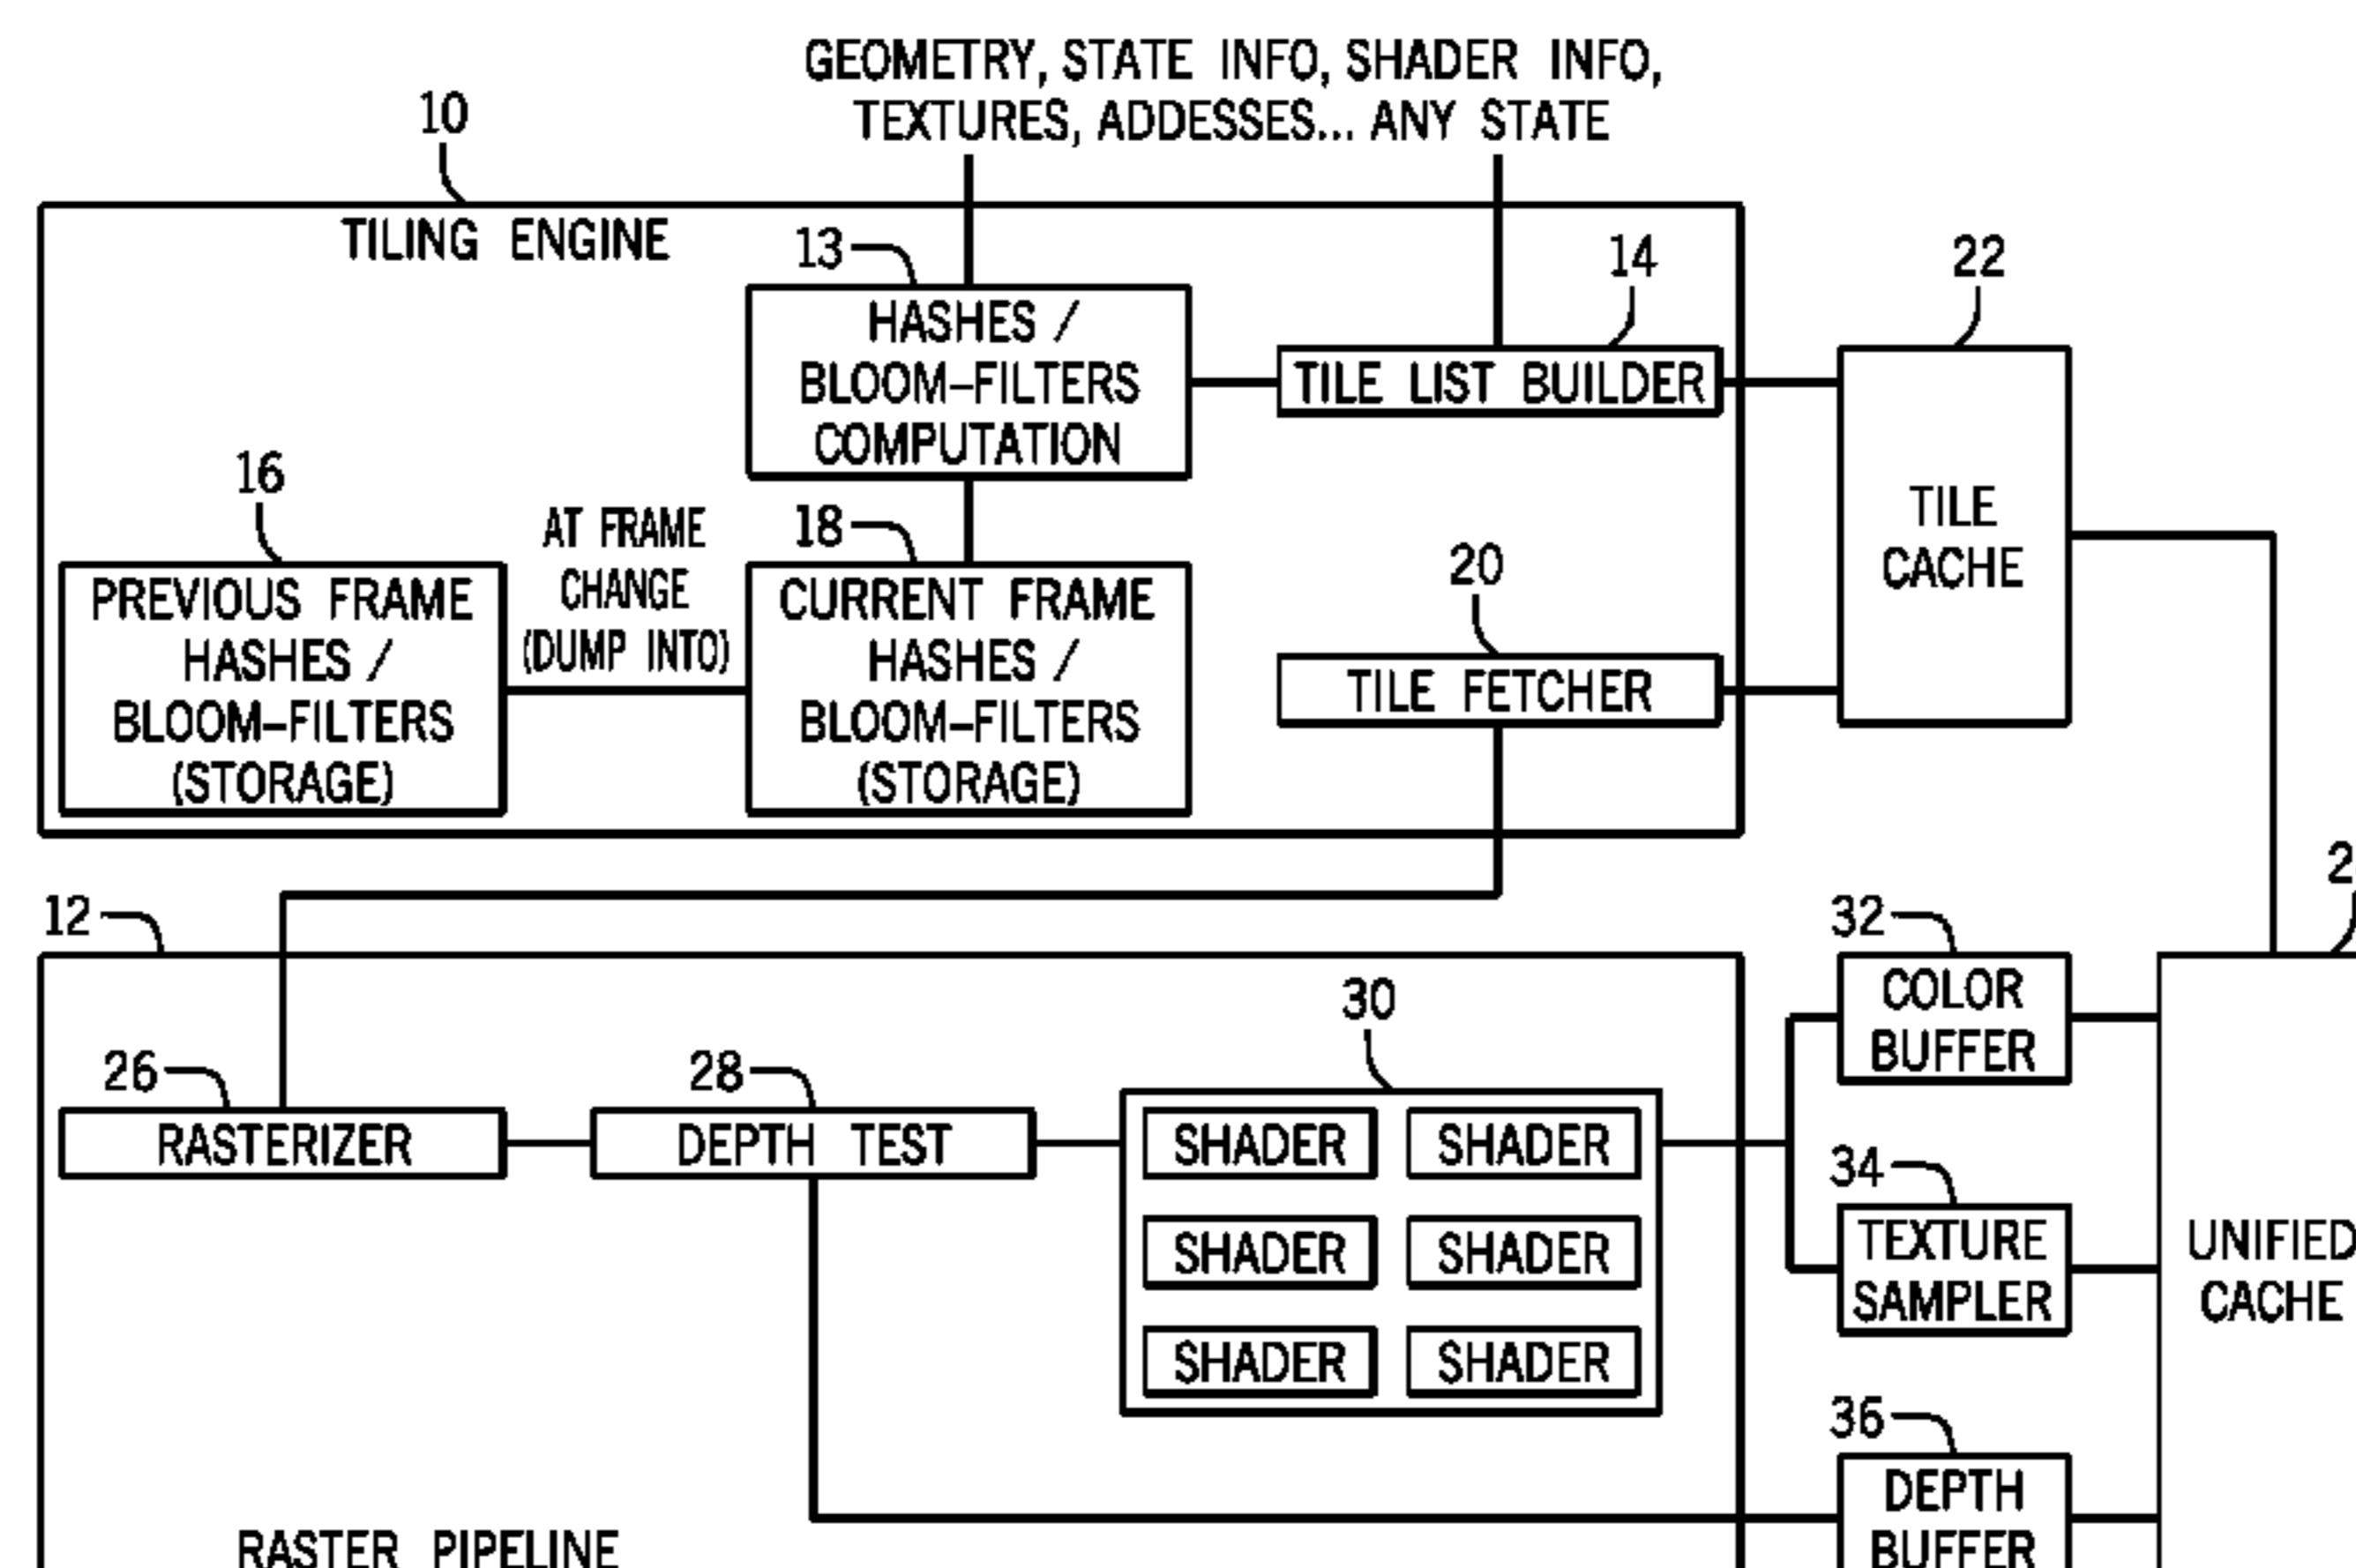 GEOMETRY, STATE INFO, SHADER INFO,
TEXTURES, ADDESSES... ANY STATE
10
TILING ENGINE
13
HASHES /
BLOOM-FILTERS
COMPUTATION
14
TILE LIST BUILDER
22
TILE
CACHE
16
PREVIOUS FRAME
HASHES /
BLOOM-FILTERS
(STORAGE)
AT FRAME
CHANGE
(DUMP INTO)
18
CURRENT FRAME
HASHES /
BLOOM-FILTERS
(STORAGE)
20
TILE FETCHER
12
26
RASTERIZER
28
DEPTH TEST
30
SHADER SHADER
SHADER SHADER
SHADER SHADER
32
COLOR
BUFFER
34
TEXTURE
SAMPLER
36
DEPTH
BUFFER
UNIFIED
CACHE
RASTER PIPELINE